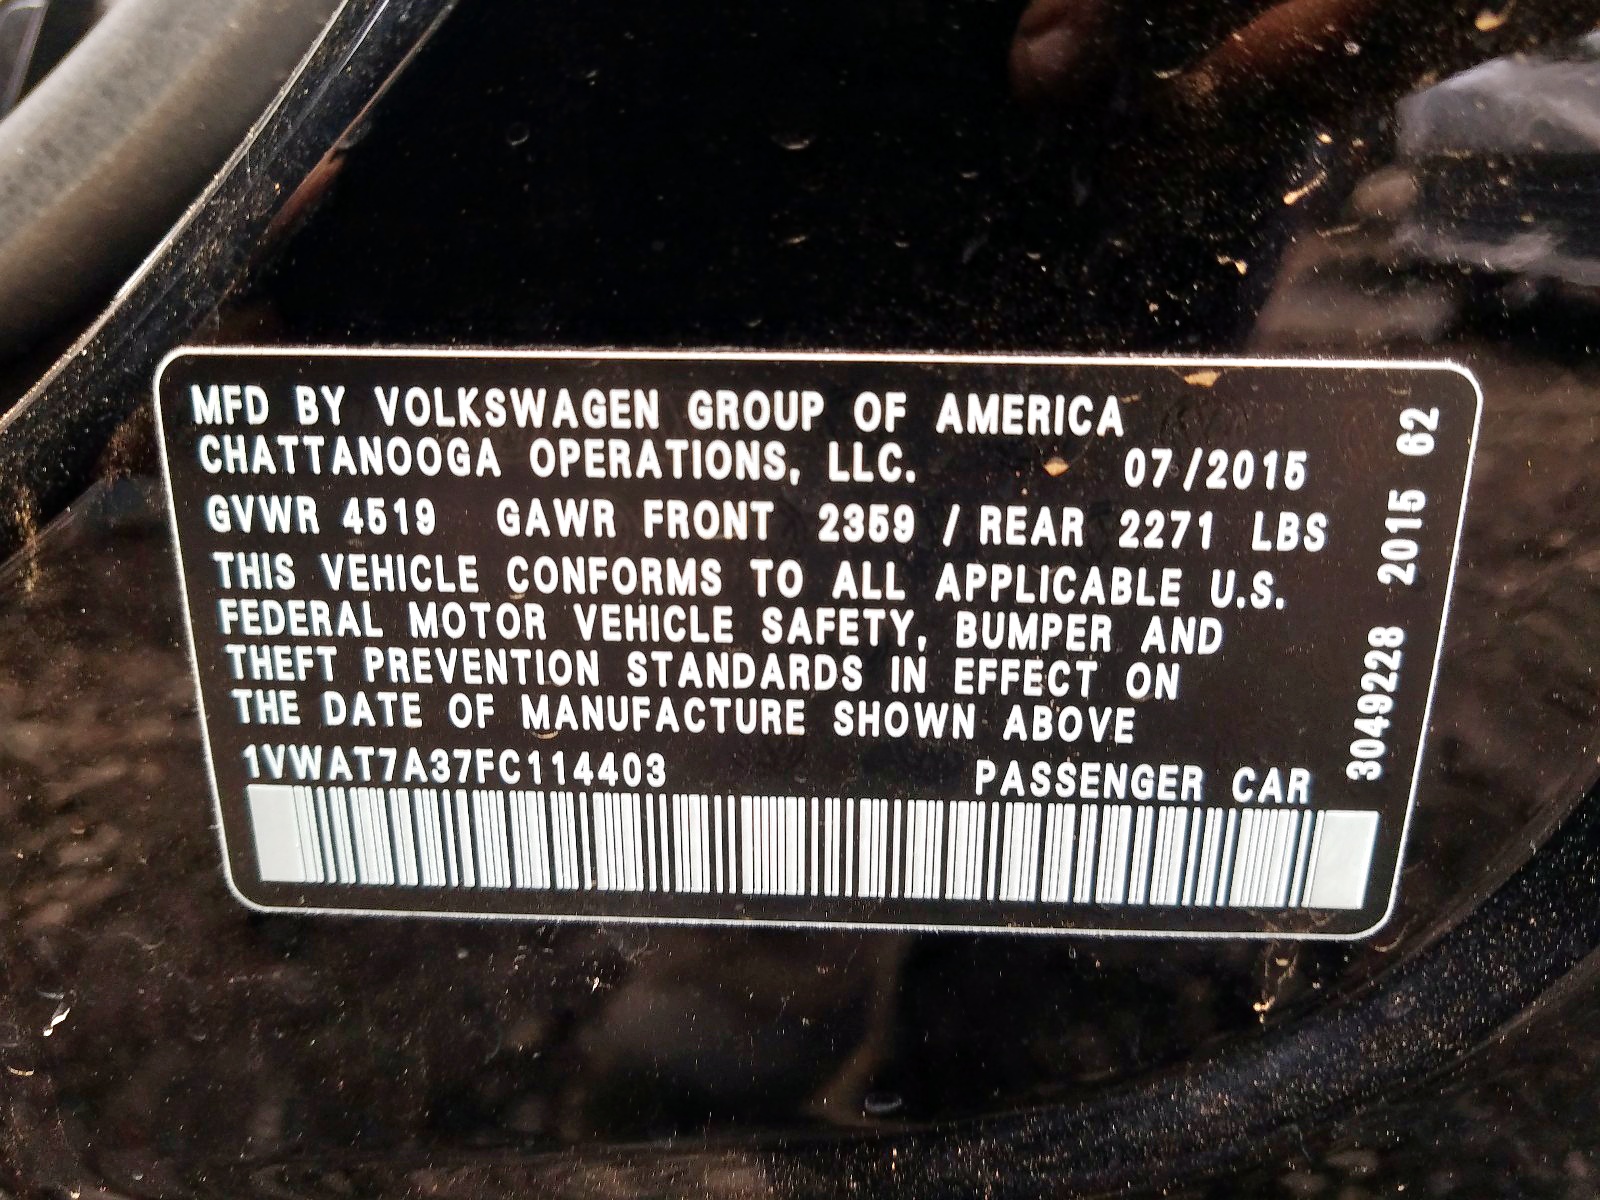 MFD BY VOLKSWAGEN GROUP OF AMERICA
CHATTANOOGA OPERATIONS, LLC. 07/2015
GVWR 4519 GAWR FRONT 2359 / REAR 2271 LBS
THIS VEHICLE CONFORMS TO ALL APPLICABLE U.S.
FEDERAL MOTOR VEHICLE SAFETY, BUMPER AND
THEFT PREVENTION STANDARDS IN EFFECT ON
THE DATE OF MANUFACTURE SHOWN ABOVE
1VWAT7A37FC114403 PASSENGER CAR
3049228 2015 62